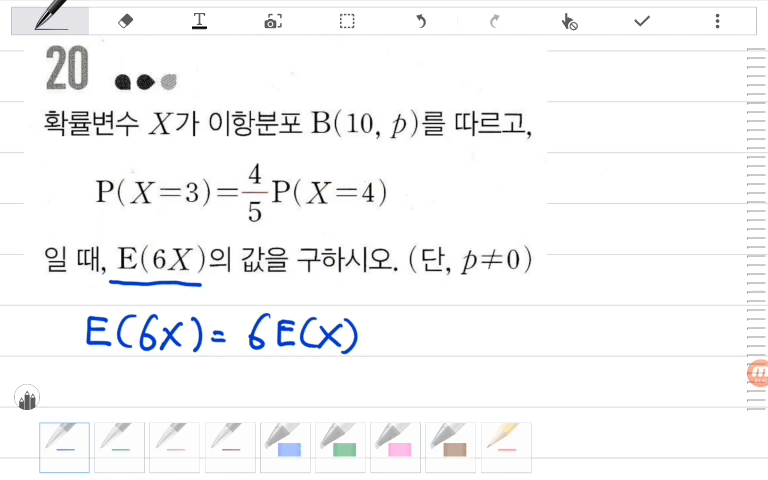 T
20
확률변수 X가 이항분포 B(10, p)를 따르고,
P(X=3)=4/5P(X=4)
일 때, E(6X)의 값을 구하시오. (단, p≠0)
E(6X)= 6E(X)